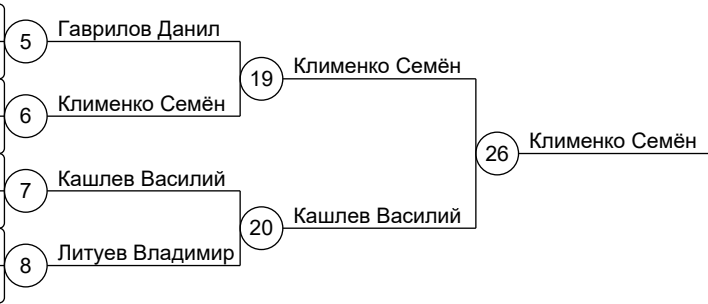 5 Гаврилов Данил
19 Клименко Семён
6 Клименко Семён
26 Клименко Семён
7 Кашлев Василий
20 Кашлев Василий
8 Литуев Владимир